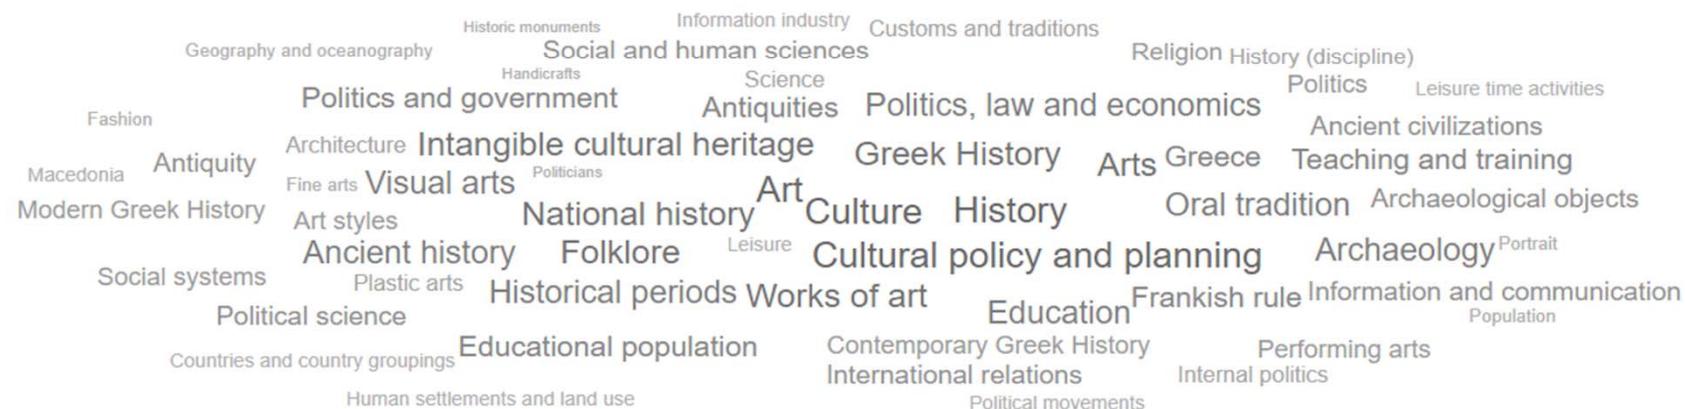 Information industry
Historic monuments
Customs and traditions
Geography and oceanography
Social and human sciences
Religion
History (discipline)
Handicrafts
Science
Politics
Leisure time activities
Politics and government
Antiquities
Politics, law and economics
Fashion
Ancient civilizations
Architecture
Intangible cultural heritage
Greek History
Arts
Greece
Teaching and training
Macedonia
Antiquity
Fine arts
Visual arts
Politicians
Art
Modern Greek History
Art styles
National history
Culture
History
Oral tradition
Archaeological objects
Ancient history
Folklore
Leisure
Cultural policy and planning
Archaeology
Portrait
Social systems
Plastic arts
Historical periods
Works of art
Education
Frankish rule
Information and communication
Political science
Population
Countries and country groupings
Educational population
Contemporary Greek History
Performing arts
International relations
Internal politics
Human settlements and land use
Political movements